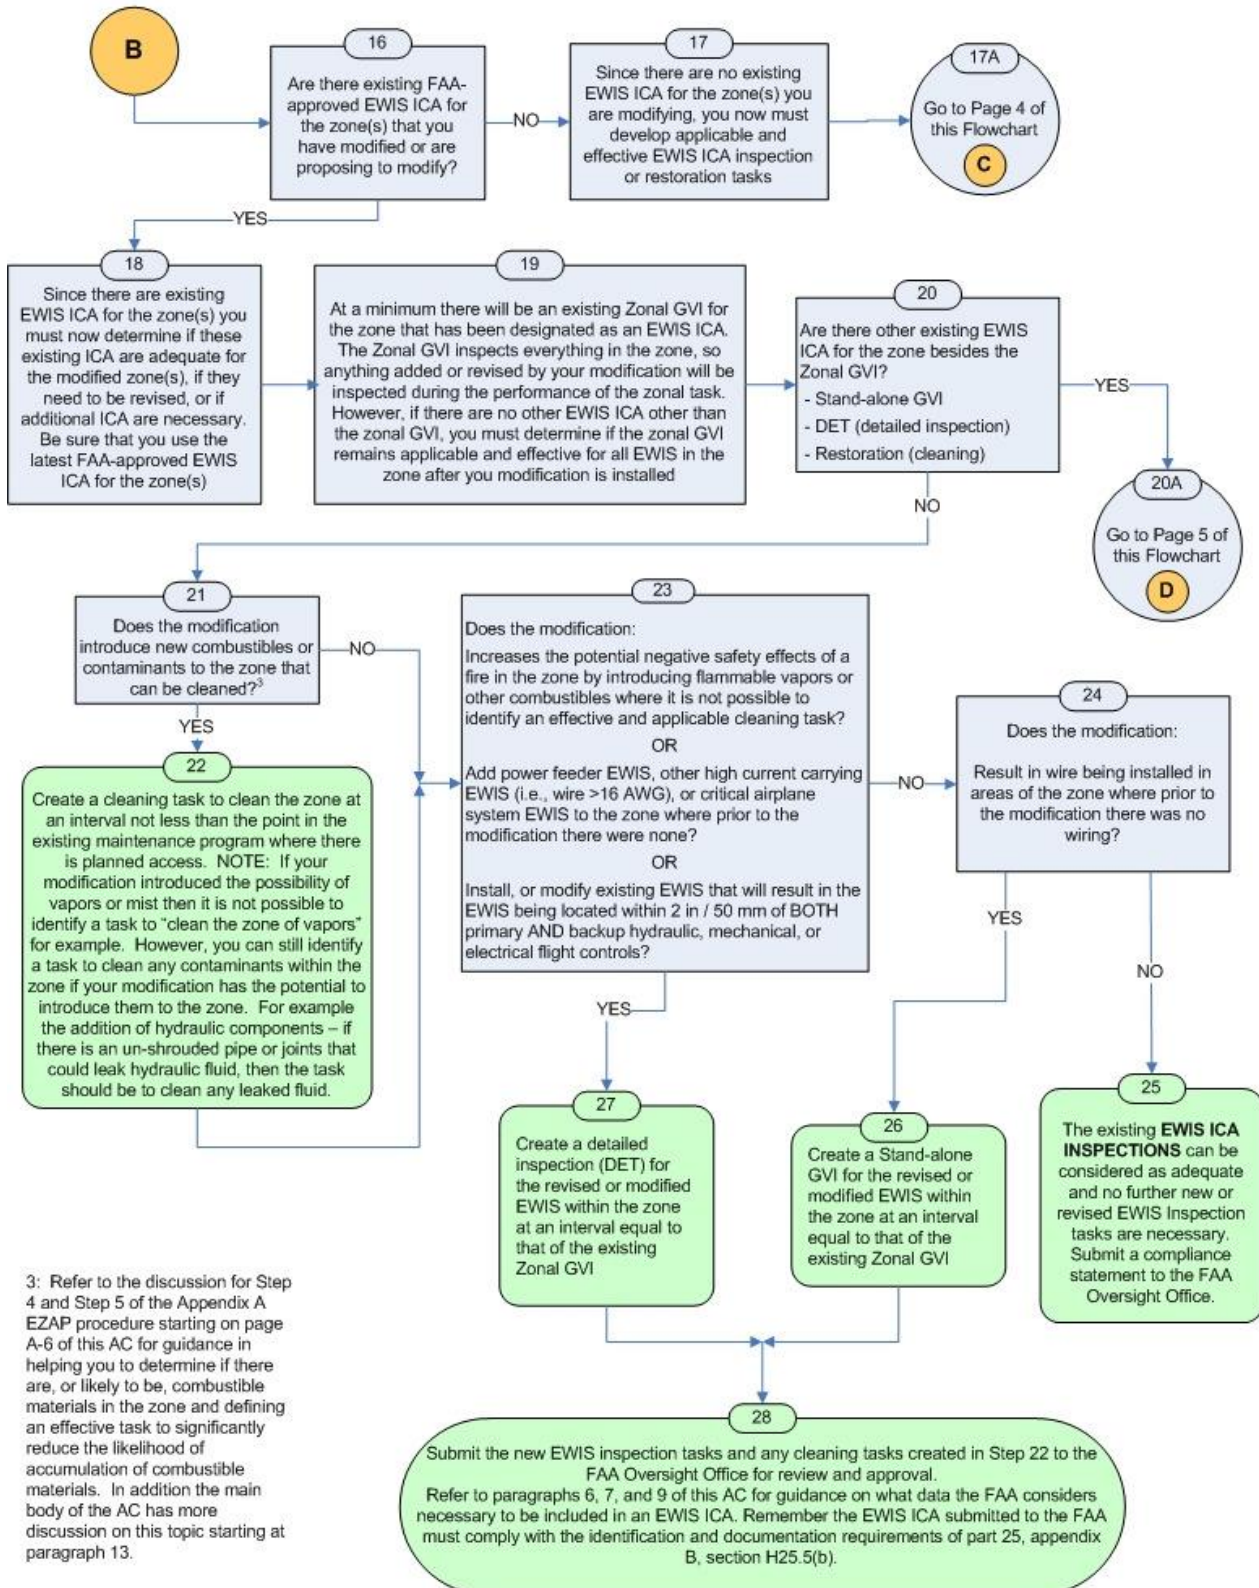 B
16
Are there existing FAA-
approved EWIS ICA for
the zone(s) that you
have modified or are
proposing to modify?
NO
17
Since there are no existing
EWIS ICA for the zone(s) you
are modifying, you now must
develop applicable and
effective EWIS ICA inspection
or restoration tasks
17A
Go to Page 4 of
this Flowchart
C
YES
18
Since there are existing
EWIS ICA for the zone(s) you
must now determine if these
existing ICA are adequate for
the modified zone(s), if they
need to be revised, or if
additional ICA are necessary.
Be sure that you use the
latest FAA-approved EWIS
ICA for the zone(s)
19
At a minimum there will be an existing Zonal GVI for
the zone that has been designated as an EWIS ICA.
The Zonal GVI inspects everything in the zone, so
anything added or revised by your modification will be
inspected during the performance of the zonal task.
However, if there are no other EWIS ICA other than
the zonal GVI, you must determine if the zonal GVI
remains applicable and effective for all EWIS in the
zone after you modification is installed
20
Are there other existing EWIS
ICA for the zone besides the
Zonal GVI?
- Stand-alone GVI
- DET (detailed inspection)
- Restoration (cleaning)
YES
20A
Go to Page 5 of
this Flowchart
D
NO
21
Does the modification
introduce new combustibles or
contaminants to the zone that
can be cleaned?3
NO
YES
22
Create a cleaning task to clean the zone at
an interval not less than the point in the
existing maintenance program where there
is planned access. NOTE: If your
modification introduced the possibility of
vapors or mist then it is not possible to
identify a task to “clean the zone of vapors”
for example. However, you can still identify
a task to clean any contaminants within the
zone if your modification has the potential to
introduce them to the zone. For example
the addition of hydraulic components – if
there is an un-shrouded pipe or joints that
could leak hydraulic fluid, then the task
should be to clean any leaked fluid.
23
Does the modification:
Increases the potential negative safety effects of a
fire in the zone by introducing flammable vapors or
other combustibles where it is not possible to
identify an effective and applicable cleaning task?
OR
Add power feeder EWIS, other high current carrying
EWIS (i.e., wire >16 AWG), or critical airplane
system EWIS to the zone where prior to the
modification there were none?
OR
Install, or modify existing EWIS that will result in the
EWIS being located within 2 in / 50 mm of BOTH
primary AND backup hydraulic, mechanical, or
electrical flight controls?
NO
24
Does the modification:
Result in wire being installed in
areas of the zone where prior to
the modification there was no
wiring?
YES
NO
YES
27
Create a detailed
inspection (DET) for
the revised or modified
EWIS within the zone
at an interval equal to
that of the existing
Zonal GVI
26
Create a Stand-alone
GVI for the revised or
modified EWIS within
the zone at an interval
equal to that of the
existing Zonal GVI
25
The existing EWIS ICA
INSPECTIONS can be
considered as adequate
and no further new or
revised EWIS Inspection
tasks are necessary.
Submit a compliance
statement to the FAA
Oversight Office.
3: Refer to the discussion for Step
4 and Step 5 of the Appendix A
EZAP procedure starting on page
A-6 of this AC for guidance in
helping you to determine if there
are, or likely to be, combustible
materials in the zone and defining
an effective task to significantly
reduce the likelihood of
accumulation of combustible
materials. In addition the main
body of the AC has more
discussion on this topic starting at
paragraph 13.
28
Submit the new EWIS inspection tasks and any cleaning tasks created in Step 22 to the
FAA Oversight Office for review and approval.
Refer to paragraphs 6, 7, and 9 of this AC for guidance on what data the FAA considers
necessary to be included in an EWIS ICA. Remember the EWIS ICA submitted to the FAA
must comply with the identification and documentation requirements of part 25, appendix
B, section H25.5(b).